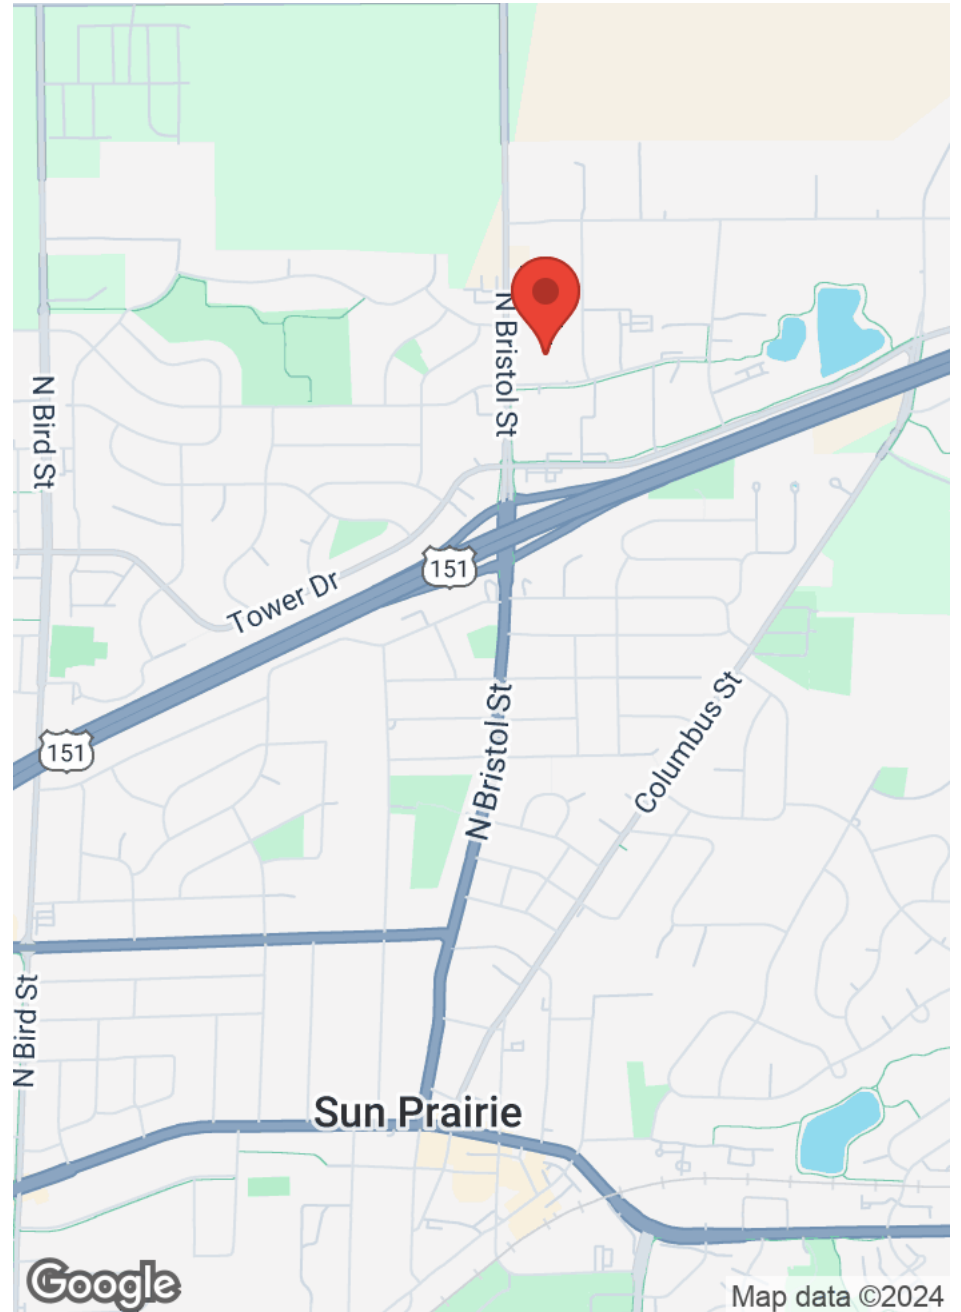 N Bristol St
N Bird St
151
Tower Dr
N Bristol St
Columbus St
151
N Bird St
Sun Prairie
Google
Map data ©2024